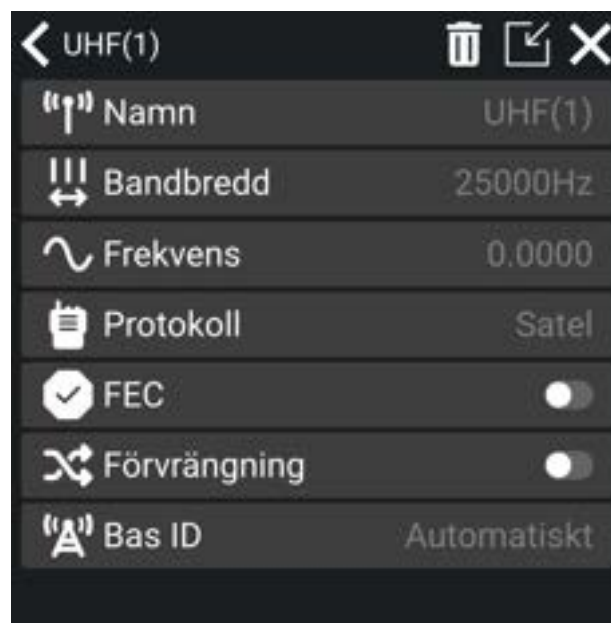 UHF(1)
Namn UHF(1)
Bandbredd 25000Hz
Frekvens 0.0000
Protokoll Satel
FEC
Förvrängning
Bas ID Automatiskt